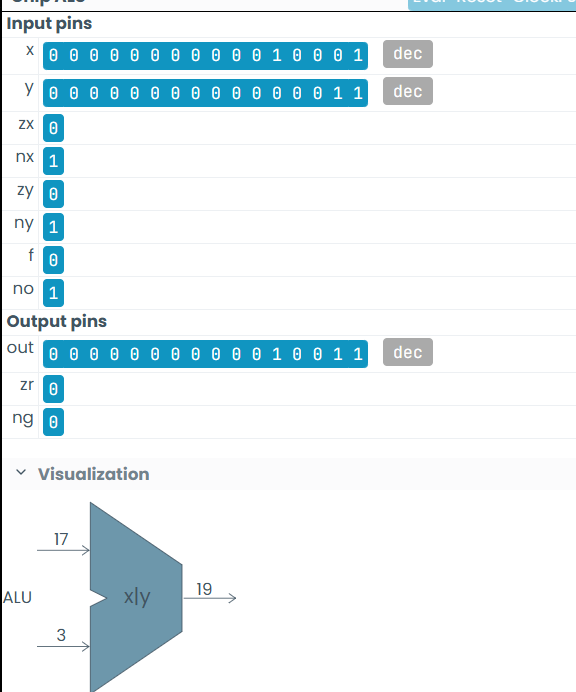 Chip ALU Eval Reset
Input pins
x 0 0 0 0 0 0 0 0 0 0 0 1 0 0 0 1 dec
y 0 0 0 0 0 0 0 0 0 0 0 0 0 0 1 1 dec
zx 0
nx 1
zy 0
ny 1
f 0
no 1
Output pins
out 0 0 0 0 0 0 0 0 0 0 0 1 0 0 1 1 dec
zr 0
ng 0
Visualization
17
ALU x|y 19
3